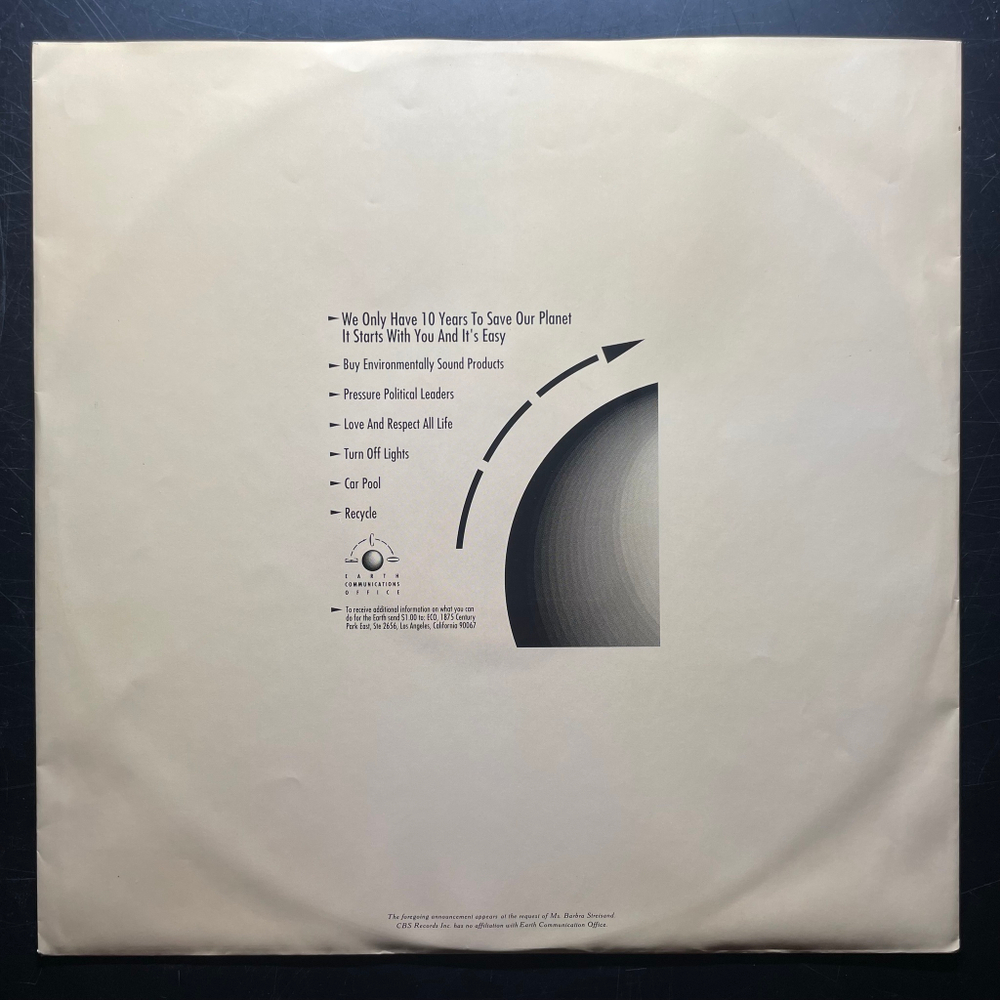 We Only Have 10 Years To Save Our Planet
It Starts With You And It's Easy
Buy Environmentally Sound Products
Pressure Political Leaders
Love And Respect All Life
Turn Off Lights
Car Pool
Recycle
C
EARTH
COMMUNICATIONS
OFFICE
To receive additional information on what you can
do for the Earth send $1.00 to: ECO, 1875 Century
Park East, Ste 2656, Los Angeles, California 90067
The foregoing announcement appears at the request of Ms. Barbra Streisand.
CBS Records Inc. has no affiliation with Earth Communication Office.